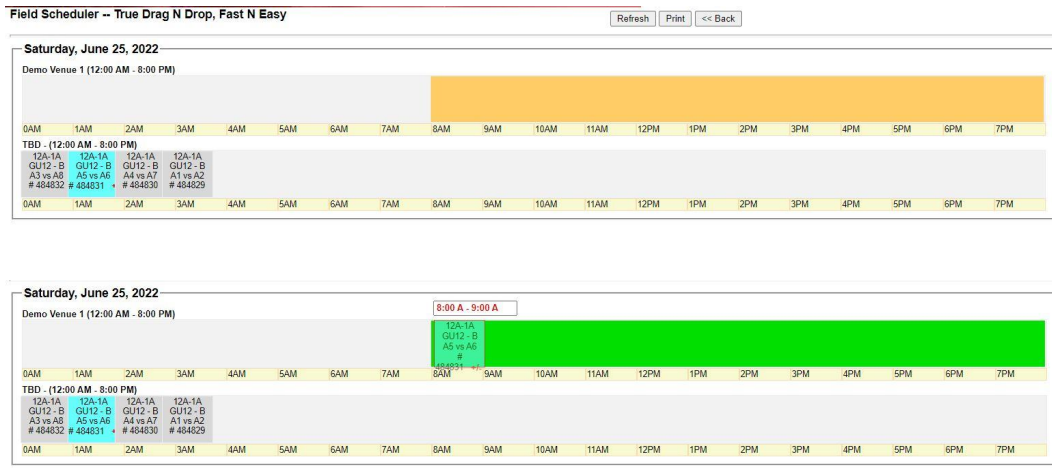 Field Scheduler -- True Drag N Drop, Fast N Easy
Refresh Print << Back
Saturday, June 25, 2022
Demo Venue 1 (12:00 AM - 8:00 PM)
0AM 1AM 2AM 3AM 4AM 5AM 6AM 7AM 8AM 9AM 10AM 11AM 12PM 1PM 2PM 3PM 4PM 5PM 6PM 7PM
TBD - (12:00 AM - 8:00 PM)
12A-1A 12A-1A 12A-1A 12A-1A
GU12 - B GU12 - B GU12 - B GU12 - B
A3 vs A8 A5 vs A6 A4 vs A7 A1 vs A2
# 484832 # 484831 # 484830 # 484829
0AM 1AM 2AM 3AM 4AM 5AM 6AM 7AM 8AM 9AM 10AM 11AM 12PM 1PM 2PM 3PM 4PM 5PM 6PM 7PM
Saturday, June 25, 2022
8:00 A - 9:00 A
Demo Venue 1 (12:00 AM - 8:00 PM)
12A-1A
GU12 - B
A5 vs A6
#
484831 +/-
0AM 1AM 2AM 3AM 4AM 5AM 6AM 7AM 8AM 9AM 10AM 11AM 12PM 1PM 2PM 3PM 4PM 5PM 6PM 7PM
TBD - (12:00 AM - 8:00 PM)
12A-1A 12A-1A 12A-1A 12A-1A
GU12 - B GU12 - B GU12 - B GU12 - B
A3 vs A8 A5 vs A6 A4 vs A7 A1 vs A2
# 484832 # 484831 # 484830 # 484829
0AM 1AM 2AM 3AM 4AM 5AM 6AM 7AM 8AM 9AM 10AM 11AM 12PM 1PM 2PM 3PM 4PM 5PM 6PM 7PM